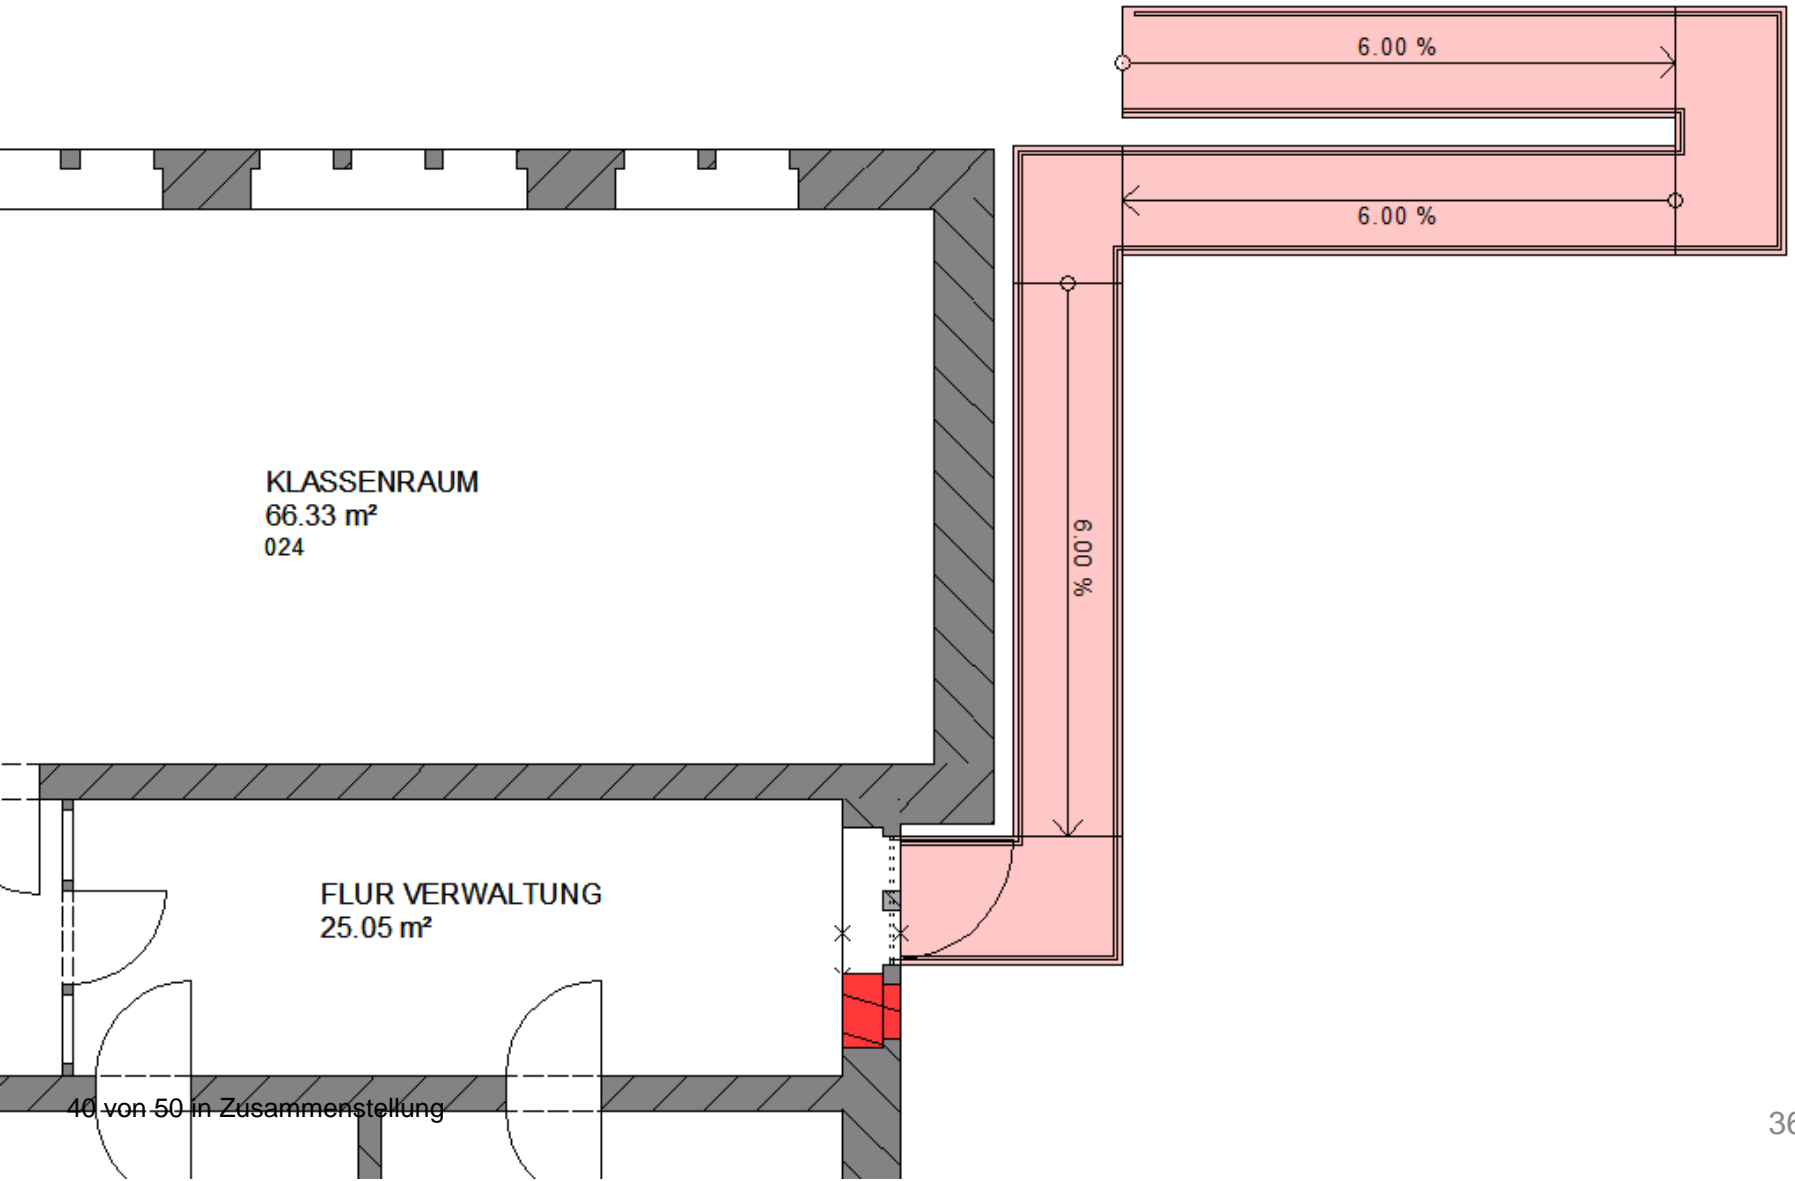 6.00 %
6.00 %
KLASSENRAUM
66.33 m²
024
6.00 %
FLUR VERWALTUNG
25.05 m²
40 von 50 in Zusammenstellung
36